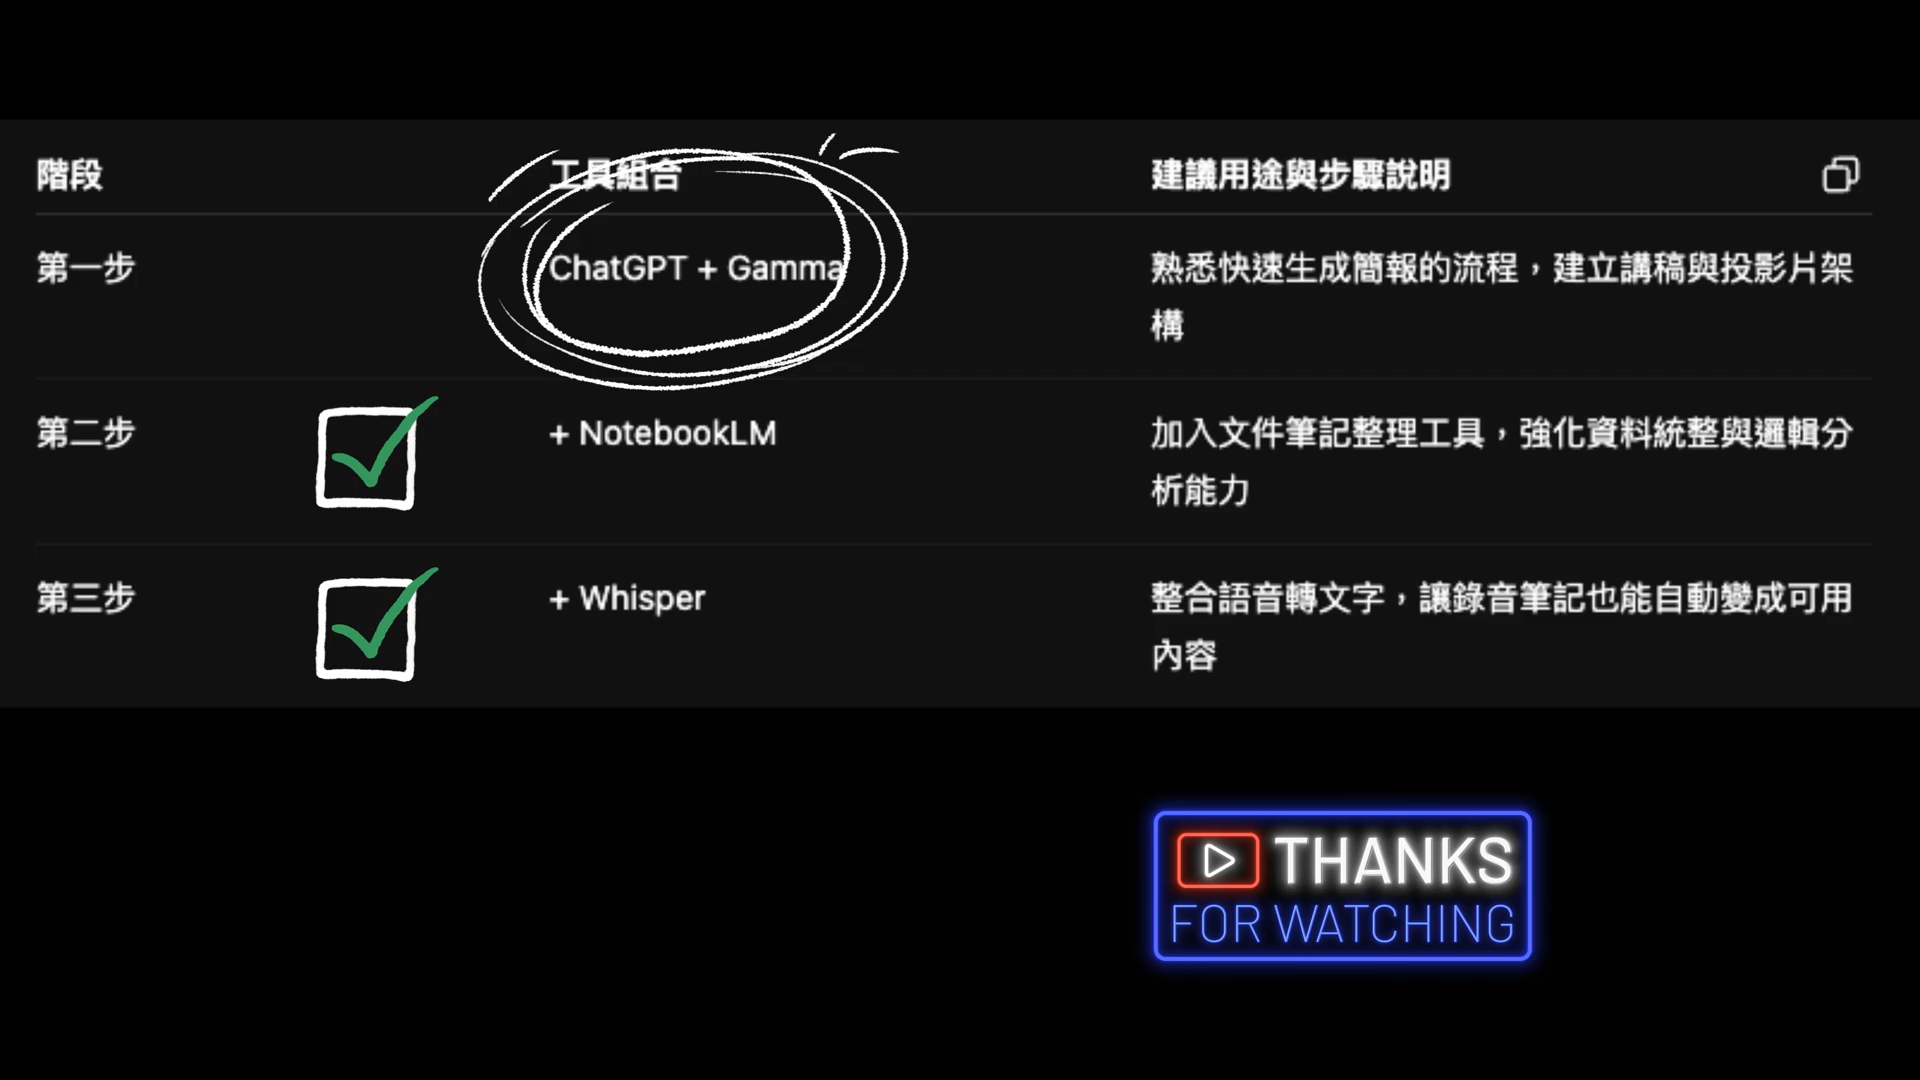 階段 工具組合 建議用途與步驟說明
第一步 ChatGPT + Gamma 熟悉快速生成簡報的流程，建立講稿與投影片架
構
第二步 + NotebookLM 加入文件筆記整理工具，強化資料統整與邏輯分
析能力
第三步 + Whisper 整合語音轉文字，讓錄音筆記也能自動變成可用
內容
THANKS
FOR WATCHING